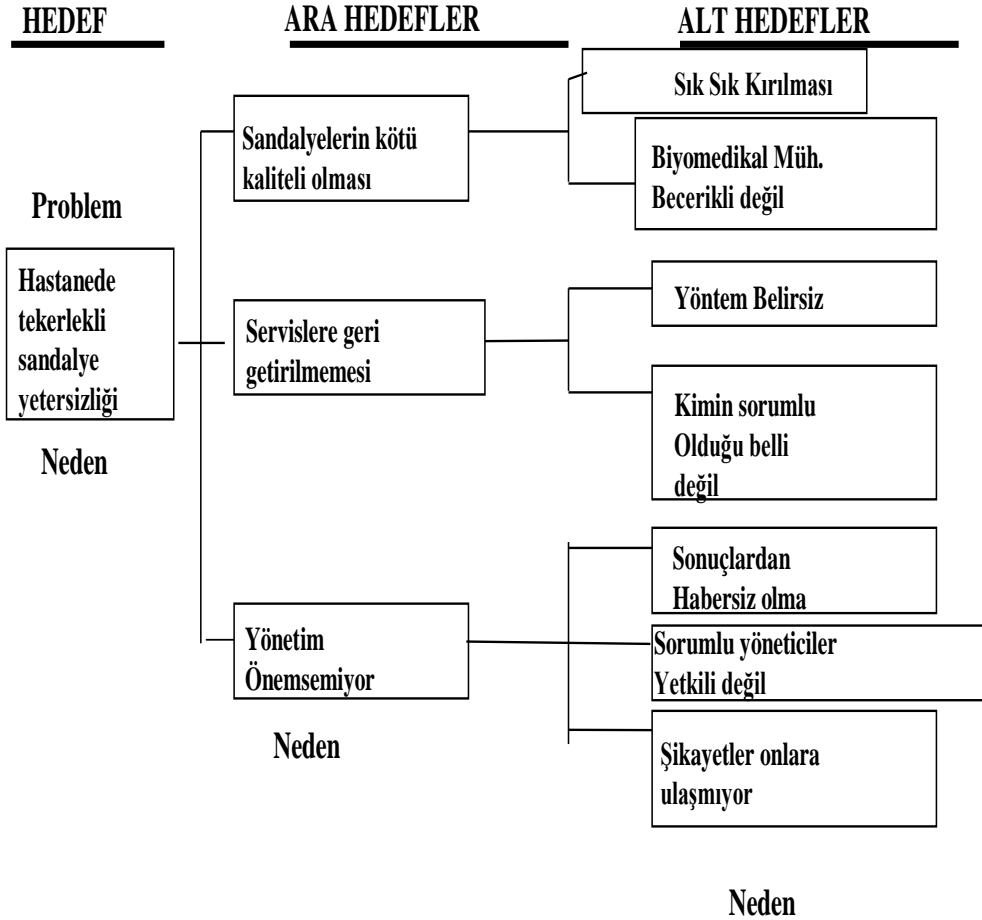 HEDEF
ARA HEDEFLER
ALT HEDEFLER
Problem
Hastanede
tekerlekli
sandalye
yetersizliği
Neden
Sandalyelerin kötü
kaliteli olması
Servislere geri
getirilmemesi
Yönetim
Önemsemiyor
Neden
Sık Sık Kırılması
Biyomedikal Müh.
Becerikli değil
Yöntem Belirsiz
Kimin sorumlu
Olduğu belli
değil
Sonuçlardan
Habersiz olma
Sorumlu yöneticiler
Yetkili değil
Şikayetler onlara
ulaşmıyor
Neden